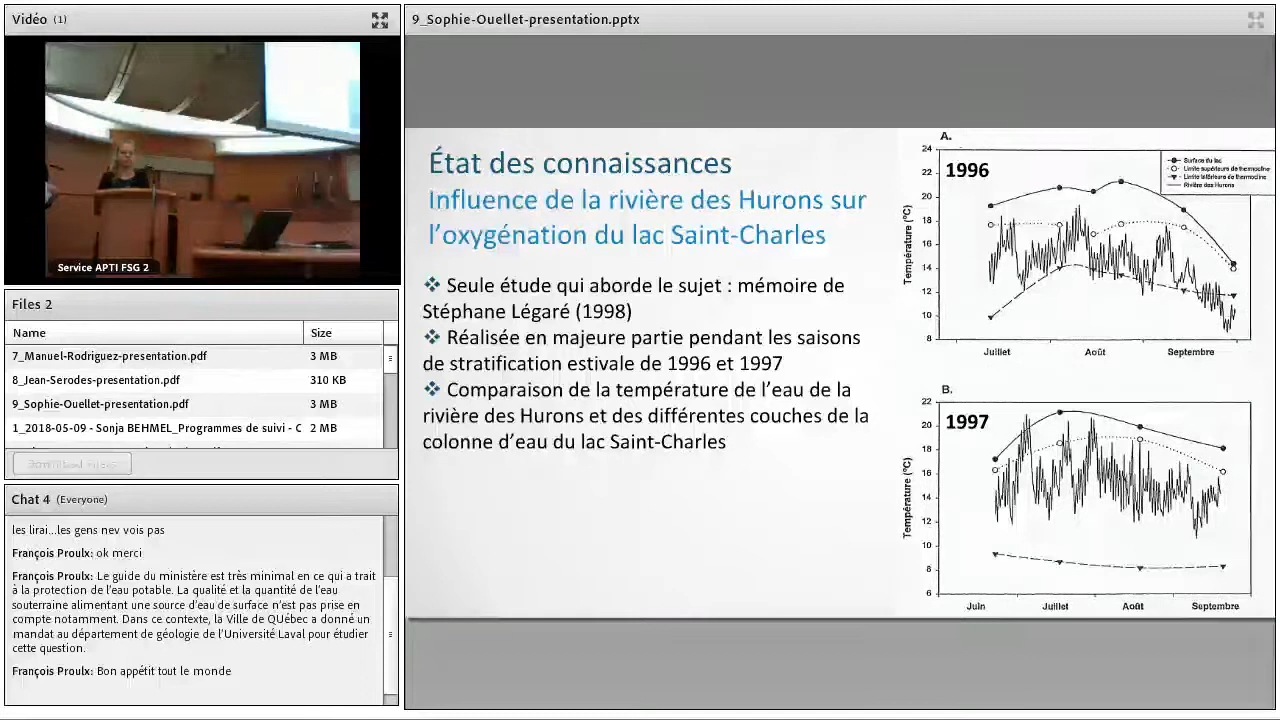 Vidéo (1)
Service APTI FSG 2
Files 2
Name Size
7_Manuel-Rodriguez-presentation.pdf 3 MB
8_Jean-Serodes-presentation.pdf 310 KB
9_Sophie-Ouellet-presentation.pdf 3 MB
1_2018-05-09 - Sonja BEHMEL_Programmes de suivi - C 2 MB
Chat 4 (Everyone)
les lirai...les gens nev vois pas
François Proulx: ok merci
François Proulx: Le guide du ministère est très minimal en ce qui a trait
à la protection de l'eau potable. La qualité et la quantité de l'eau
souterraine alimentant une source d'eau de surface n'est pas prise en
compte notamment. Dans ce contexte, la Ville de QUébec a donné un
mandat au département de géologie de l'Université Laval pour étudier
cette question.
François Proulx: Bon appétit tout le monde
9_Sophie-Ouellet-presentation.pptx
État des connaissances
Influence de la rivière des Hurons sur
l'oxygénation du lac Saint-Charles
❖ Seule étude qui aborde le sujet : mémoire de
Stéphane Légaré (1998)
❖ Réalisée en majeure partie pendant les saisons
de stratification estivale de 1996 et 1997
❖ Comparaison de la température de l'eau de la
rivière des Hurons et des différentes couches de la
colonne d'eau du lac Saint-Charles
A.
1996
Surface du lac
Limite supérieure de thermocline
Limite inférieure de thermocline
Rivière des Hurons
Température (°C)
24
22
20
18
16
14
12
10
8
Juillet Août Septembre
B.
1997
Température (°C)
22
20
18
16
14
12
10
8
6
Juin Juillet Août Septembre